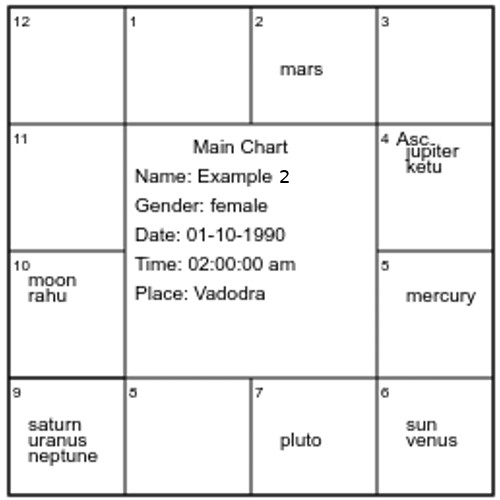 12
1
2
mars
3
11
Main Chart
Name: Example 2
Gender: female
Date: 01-10-1990
Time: 02:00:00 am
Place: Vadodra
4 Asc.
jupiter
ketu
10
moon
rahu
5
mercury
9
saturn
uranus
neptune
8
7
pluto
6
sun
venus